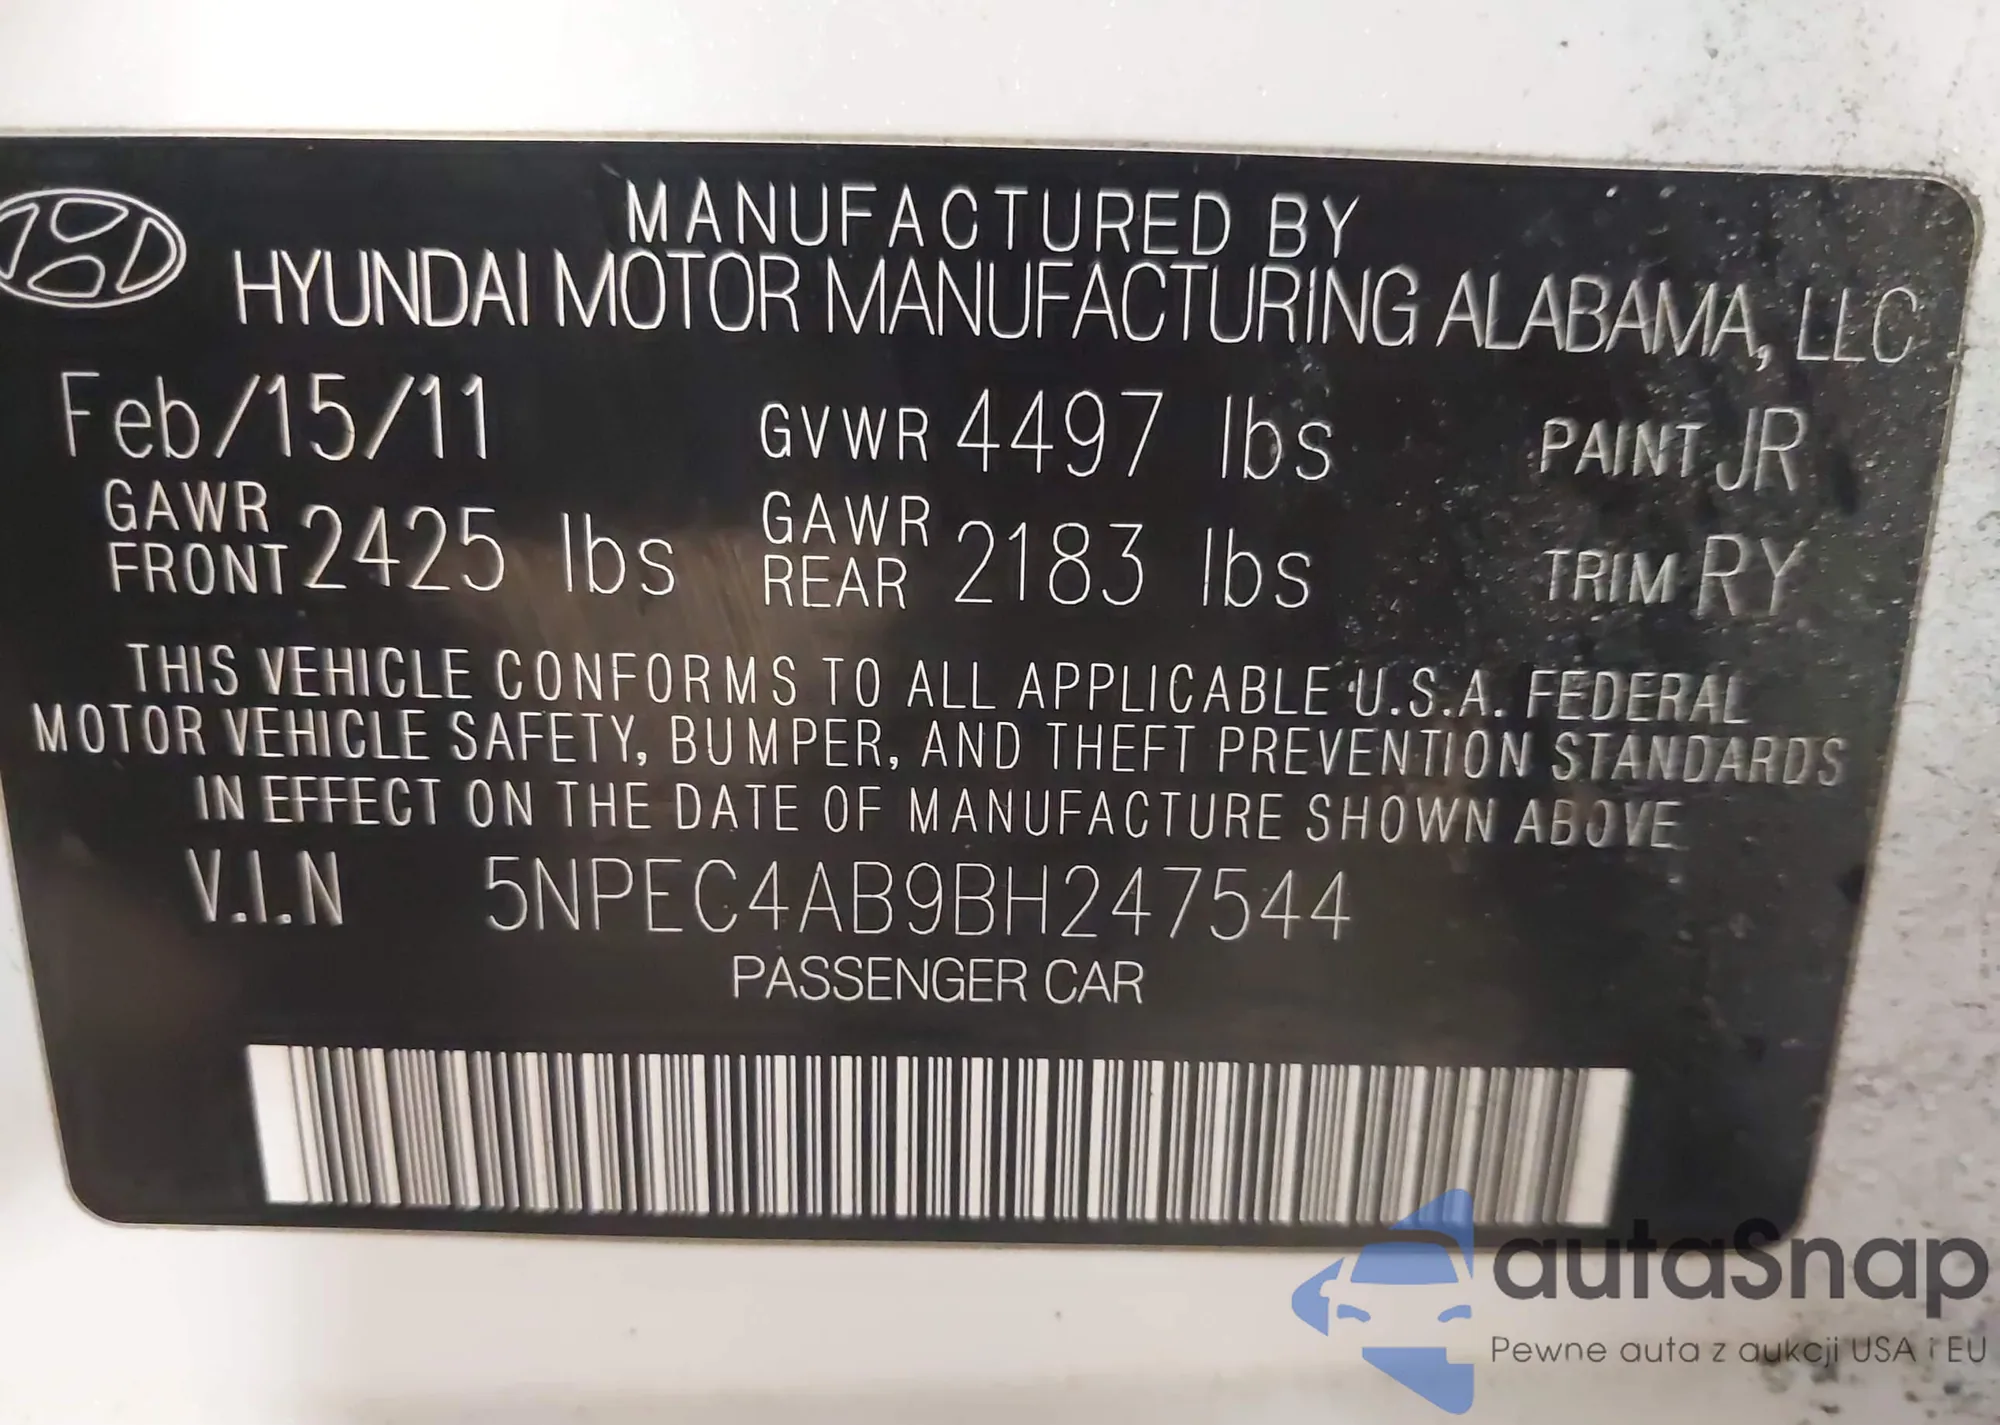 MANUFACTURED BY
HYUNDAI MOTOR MANUFACTURING ALABAMA, LLC
Feb/15/11 GVWR 4497 lbs PAINT JR
GAWR FRONT 2425 lbs GAWR REAR 2183 lbs TRIM RY
THIS VEHICLE CONFORMS TO ALL APPLICABLE U.S.A. FEDERAL
MOTOR VEHICLE SAFETY, BUMPER, AND THEFT PREVENTION STANDARDS
IN EFFECT ON THE DATE OF MANUFACTURE SHOWN ABOVE
V.I.N 5NPEC4AB9BH247544
PASSENGER CAR
autaSnap
Pewne auta z aukcji USA i EU